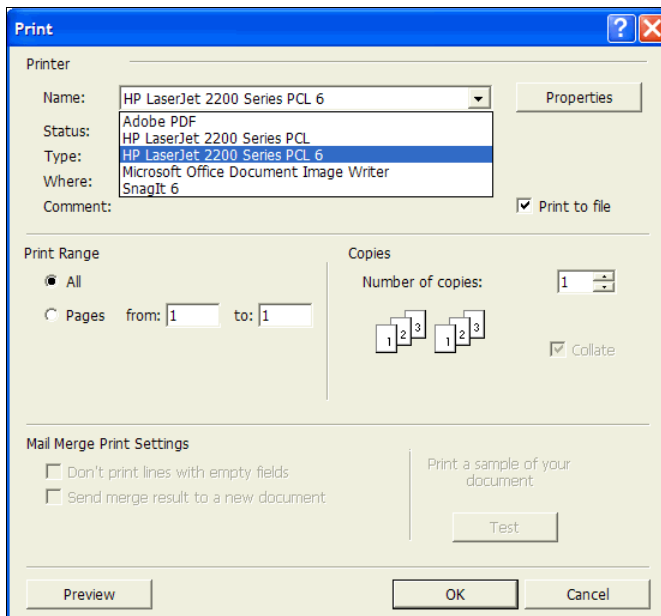 Print
Printer
Name: HP LaserJet 2200 Series PCL 6 Properties
Adobe PDF
Status: HP LaserJet 2200 Series PCL
Type: HP LaserJet 2200 Series PCL 6
Where: Microsoft Office Document Image Writer
SnagIt 6
Comment: Print to file
Print Range Copies
All Number of copies: 1
Pages from: 1 to: 1
1 2 3 1 2 3
Collate
Mail Merge Print Settings
Don't print lines with empty fields Print a sample of your
document
Send merge result to a new document
Test
Preview OK Cancel